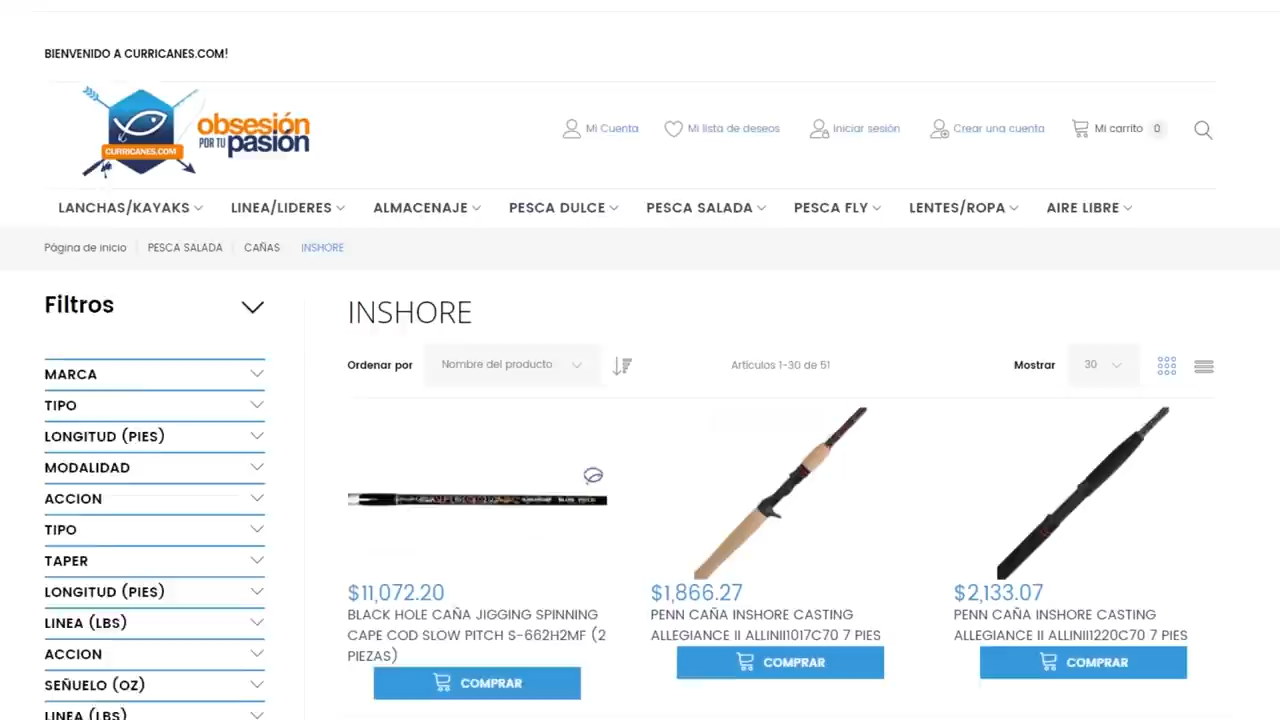 BIENVENIDO A CURRICANES.COM!
CURRICANES.COM
obsesión
POR TU pasión
Mi Cuenta
Mi lista de deseos
Iniciar sesión
Crear una cuenta
Mi carrito 0
LANCHAS/KAYAKS
LINEA/LIDERES
ALMACENAJE
PESCA DULCE
PESCA SALADA
PESCA FLY
LENTES/ROPA
AIRE LIBRE
Página de inicio
PESCA SALADA
CAÑAS
INSHORE
Filtros
MARCA
TIPO
LONGITUD (PIES)
MODALIDAD
ACCION
TIPO
TAPER
LONGITUD (PIES)
LINEA (LBS)
ACCION
SEÑUELO (OZ)
LINEA (LBS)
INSHORE
Ordenar por
Nombre del producto
Artículos 1-30 de 51
Mostrar
30
$11,072.20
BLACK HOLE CAÑA JIGGING SPINNING
CAPE COD SLOW PITCH S-662H2MF (2
PIEZAS)
COMPRAR
$1,866.27
PENN CAÑA INSHORE CASTING
ALLEGIANCE II ALLINII1017C70 7 PIES
COMPRAR
$2,133.07
PENN CAÑA INSHORE CASTING
ALLEGIANCE II ALLINII1220C70 7 PIES
COMPRAR